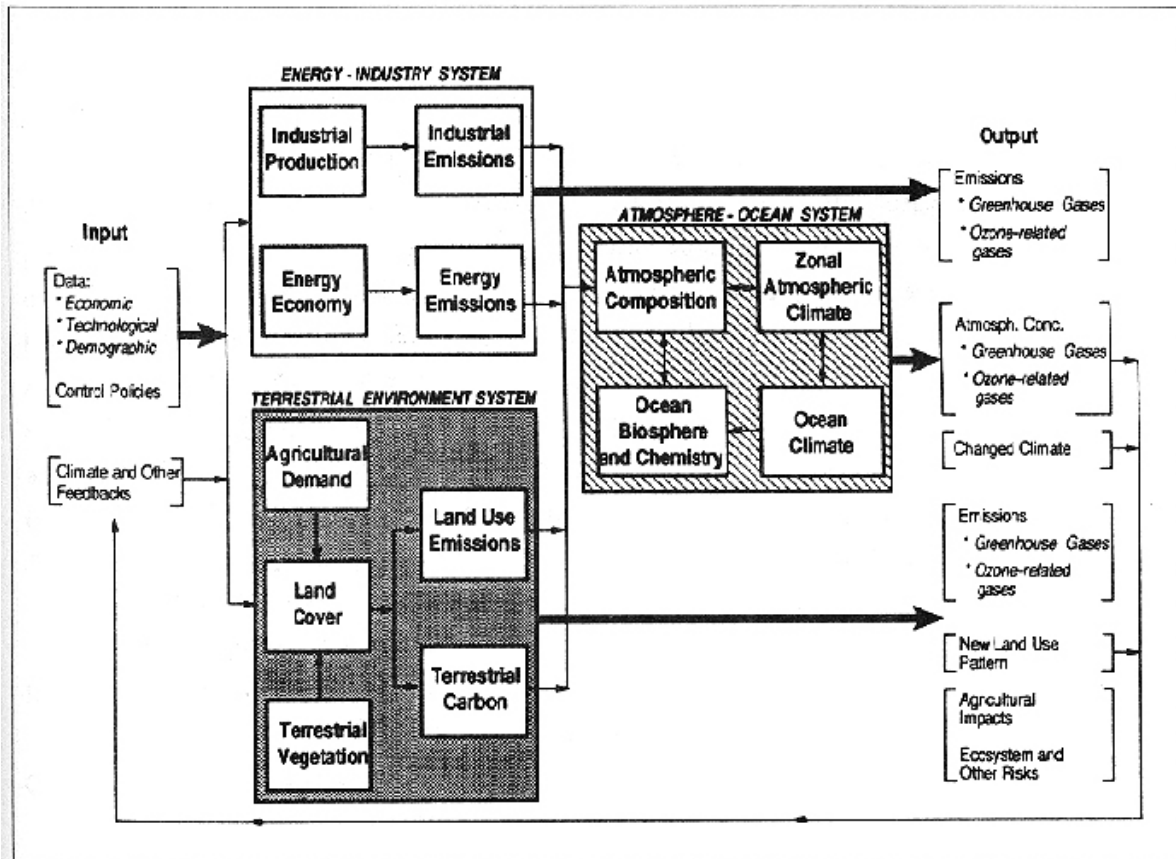 ENERGY - INDUSTRY SYSTEM
Industrial
Production
Industrial
Emissions
Energy
Economy
Energy
Emissions
Input
Data:
* Economic
* Technological
* Demographic
Control Policies
Climate and Other
Feedbacks
TERRESTRIAL ENVIRONMENT SYSTEM
Agricultural
Demand
Land
Cover
Terrestrial
Vegetation
Land Use
Emissions
Terrestrial
Carbon
ATMOSPHERE - OCEAN SYSTEM
Atmospheric
Composition
Zonal
Atmospheric
Climate
Ocean
Biosphere
and Chemistry
Ocean
Climate
Output
Emissions
* Greenhouse Gases
* Ozone-related
gases
Atmosph. Conc.
* Greenhouse Gases
* Ozone-related
gases
Changed Climate
Emissions
* Greenhouse Gases
* Ozone-related
gases
New Land Use
Pattern
Agricultural
Impacts
Ecosystem and
Other Risks